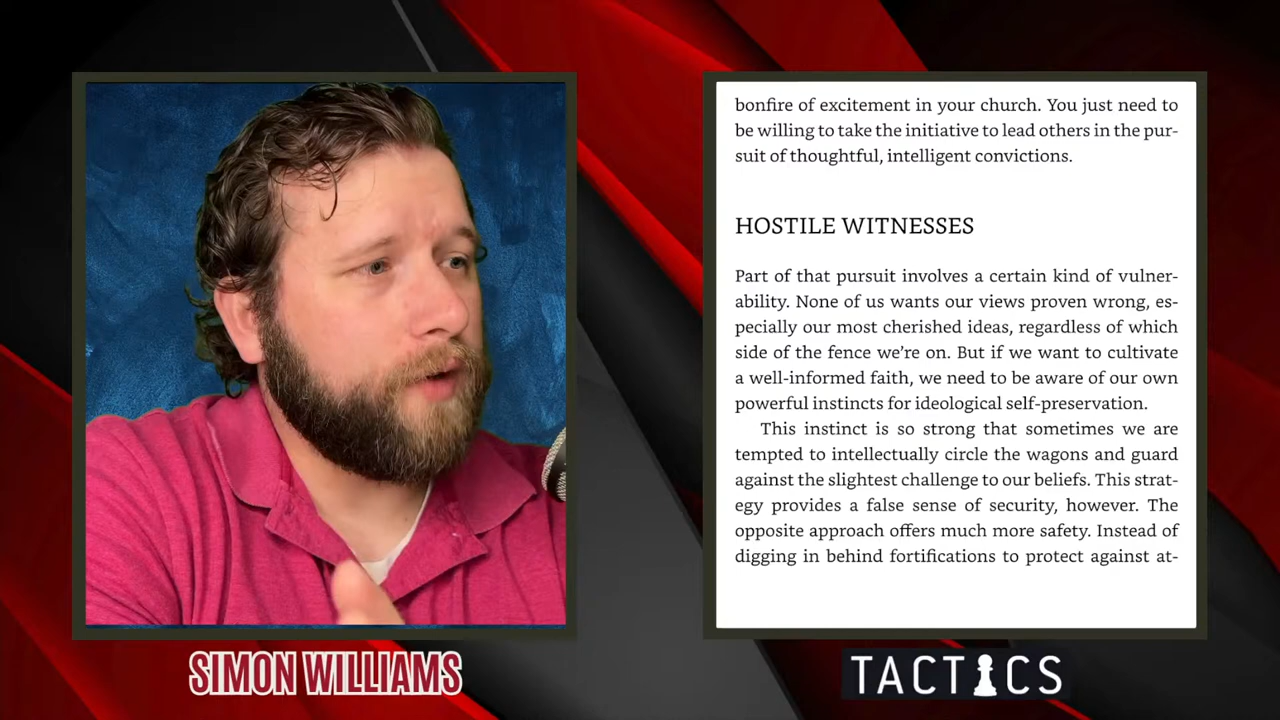 bonfire of excitement in your church. You just need to
be willing to take the initiative to lead others in the pur-
suit of thoughtful, intelligent convictions.
HOSTILE WITNESSES
Part of that pursuit involves a certain kind of vulner-
ability. None of us wants our views proven wrong, es-
pecially our most cherished ideas, regardless of which
side of the fence we’re on. But if we want to cultivate
a well-informed faith, we need to be aware of our own
powerful instincts for ideological self-preservation.
This instinct is so strong that sometimes we are
tempted to intellectually circle the wagons and guard
against the slightest challenge to our beliefs. This strat-
egy provides a false sense of security, however. The
opposite approach offers much more safety. Instead of
digging in behind fortifications to protect against at-
SIMON WILLIAMS
TACTICS